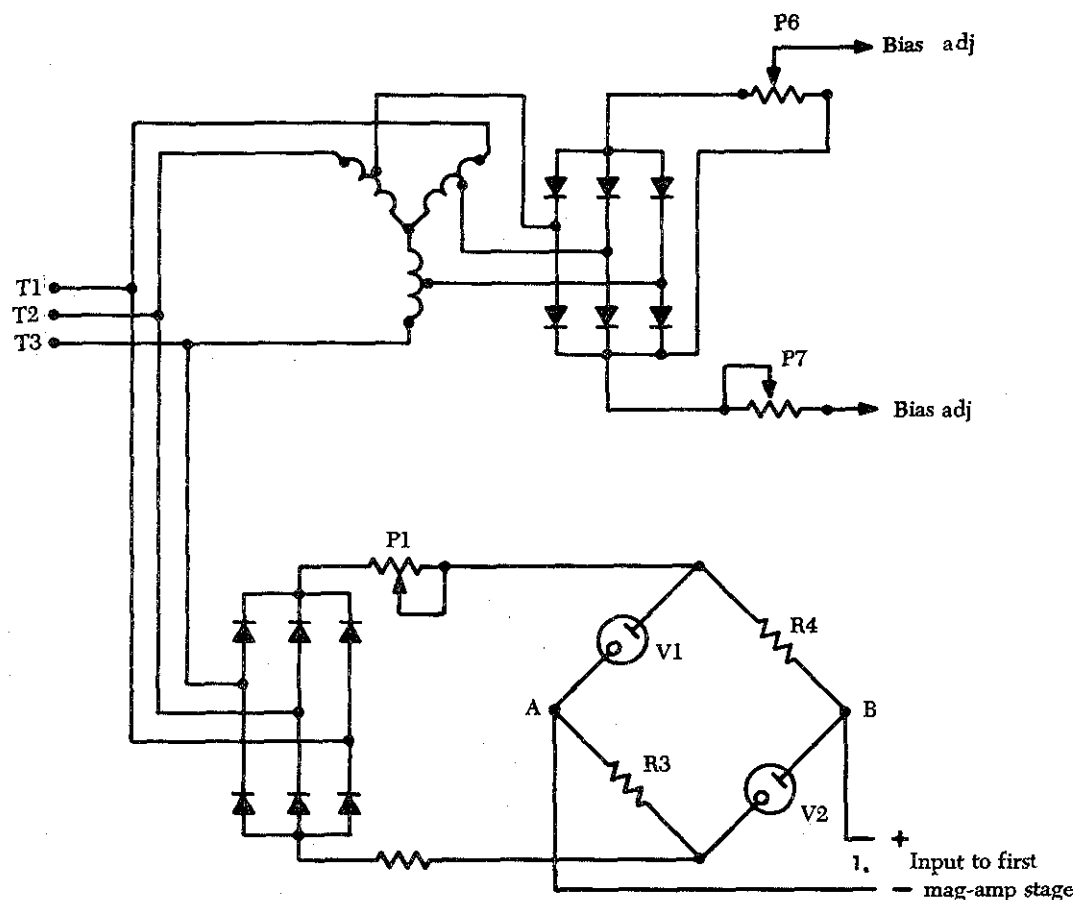 P6
Bias adj
T1
T2
T3
P7
Bias adj
P1
V1
R4
A
B
R3
V2
+
1. Input to first
− mag-amp stage